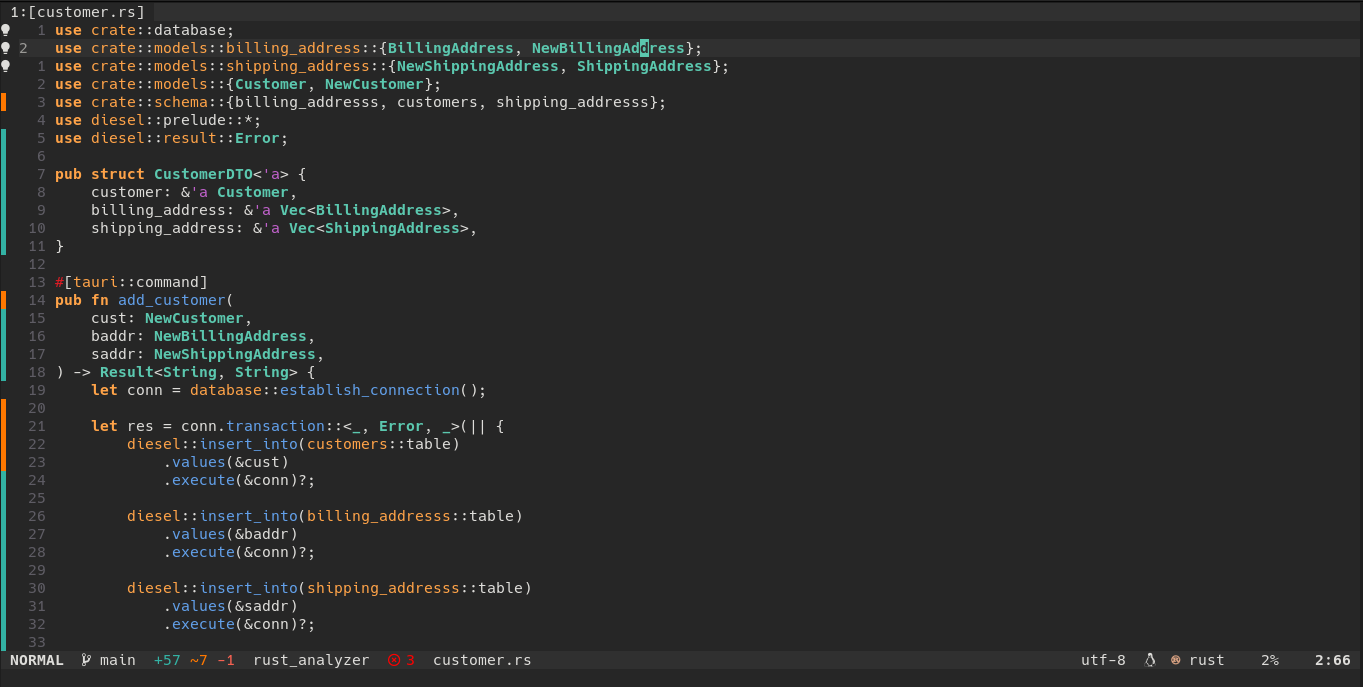 1:[customer.rs]
1 use crate::database;
2 use crate::models::billing_address::{BillingAddress, NewBillingAddress};
1 use crate::models::shipping_address::{NewShippingAddress, ShippingAddress};
2 use crate::models::{Customer, NewCustomer};
3 use crate::schema::{billing_addresss, customers, shipping_addresss};
4 use diesel::prelude::*;
5 use diesel::result::Error;
6
7 pub struct CustomerDTO<'a> {
8     customer: &'a Customer,
9     billing_address: &'a Vec<BillingAddress>,
10     shipping_address: &'a Vec<ShippingAddress>,
11 }
12
13 #[tauri::command]
14 pub fn add_customer(
15     cust: NewCustomer,
16     baddr: NewBillingAddress,
17     saddr: NewShippingAddress,
18 ) -> Result<String, String> {
19     let conn = database::establish_connection();
20
21     let res = conn.transaction::<_, Error, _>(|| {
22         diesel::insert_into(customers::table)
23             .values(&cust)
24             .execute(&conn)?;
25
26         diesel::insert_into(billing_addresss::table)
27             .values(&baddr)
28             .execute(&conn)?;
29
30         diesel::insert_into(shipping_addresss::table)
31             .values(&saddr)
32             .execute(&conn)?;
33
NORMAL main +57 ~7 -1 rust_analyzer 3 customer.rs utf-8 rust 2% 2:66